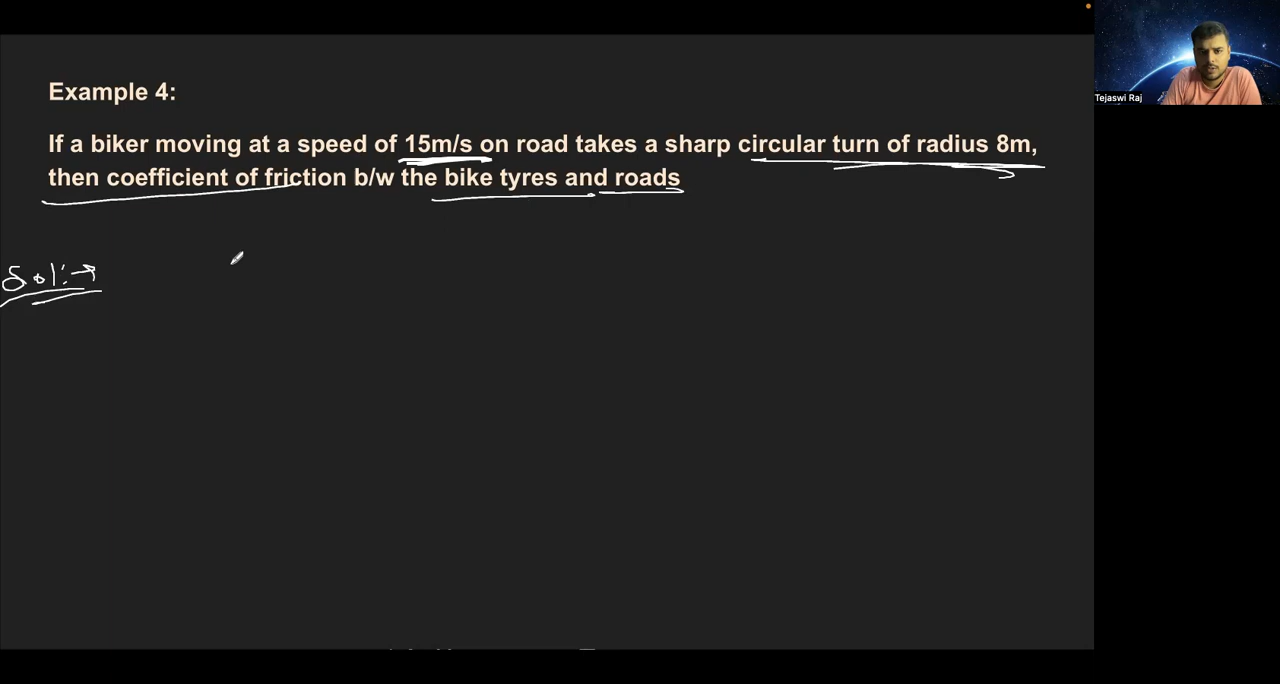 Example 4:
If a biker moving at a speed of 15m/s on road takes a sharp circular turn of radius 8m,
then coefficient of friction b/w the bike tyres and roads
Sol:→
Tejaswi Raj